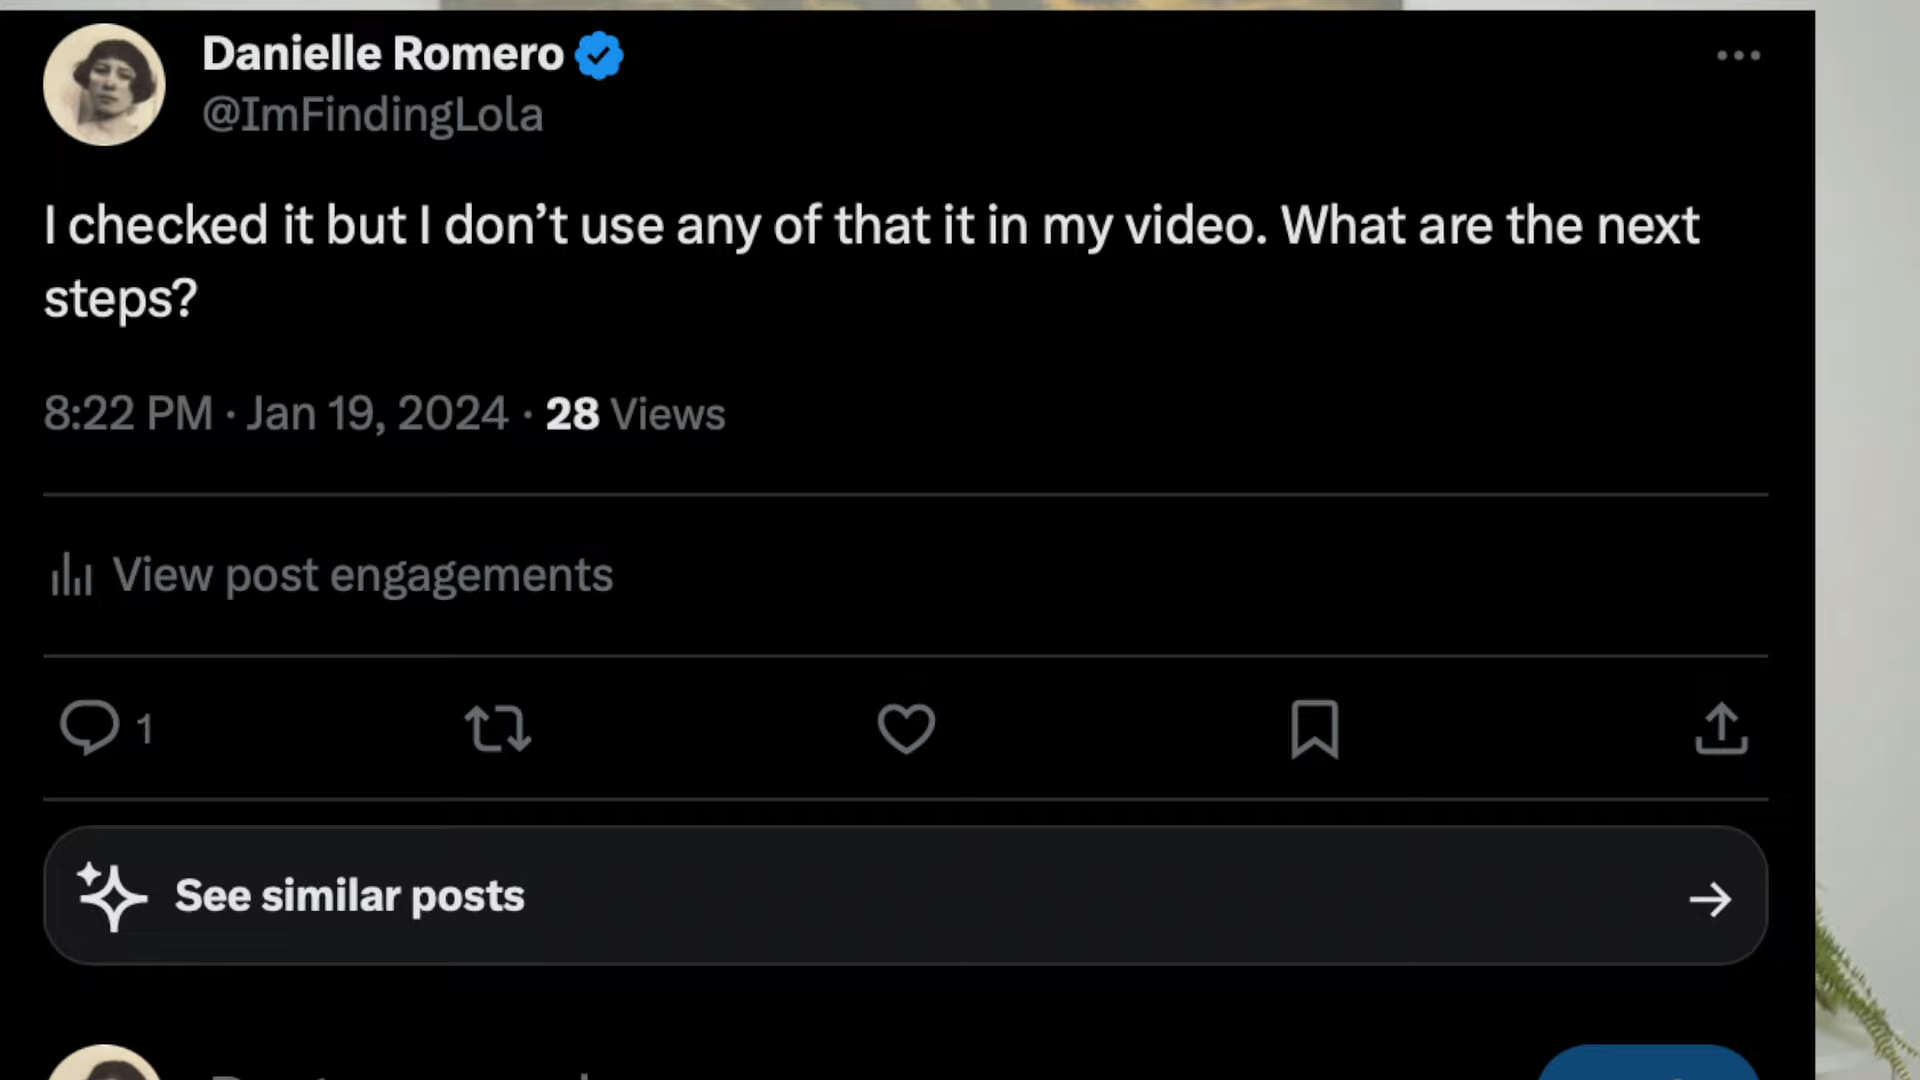 Danielle Romero
@ImFindingLola
I checked it but I don’t use any of that it in my video. What are the next
steps?
8:22 PM · Jan 19, 2024 · 28 Views
View post engagements
1
See similar posts